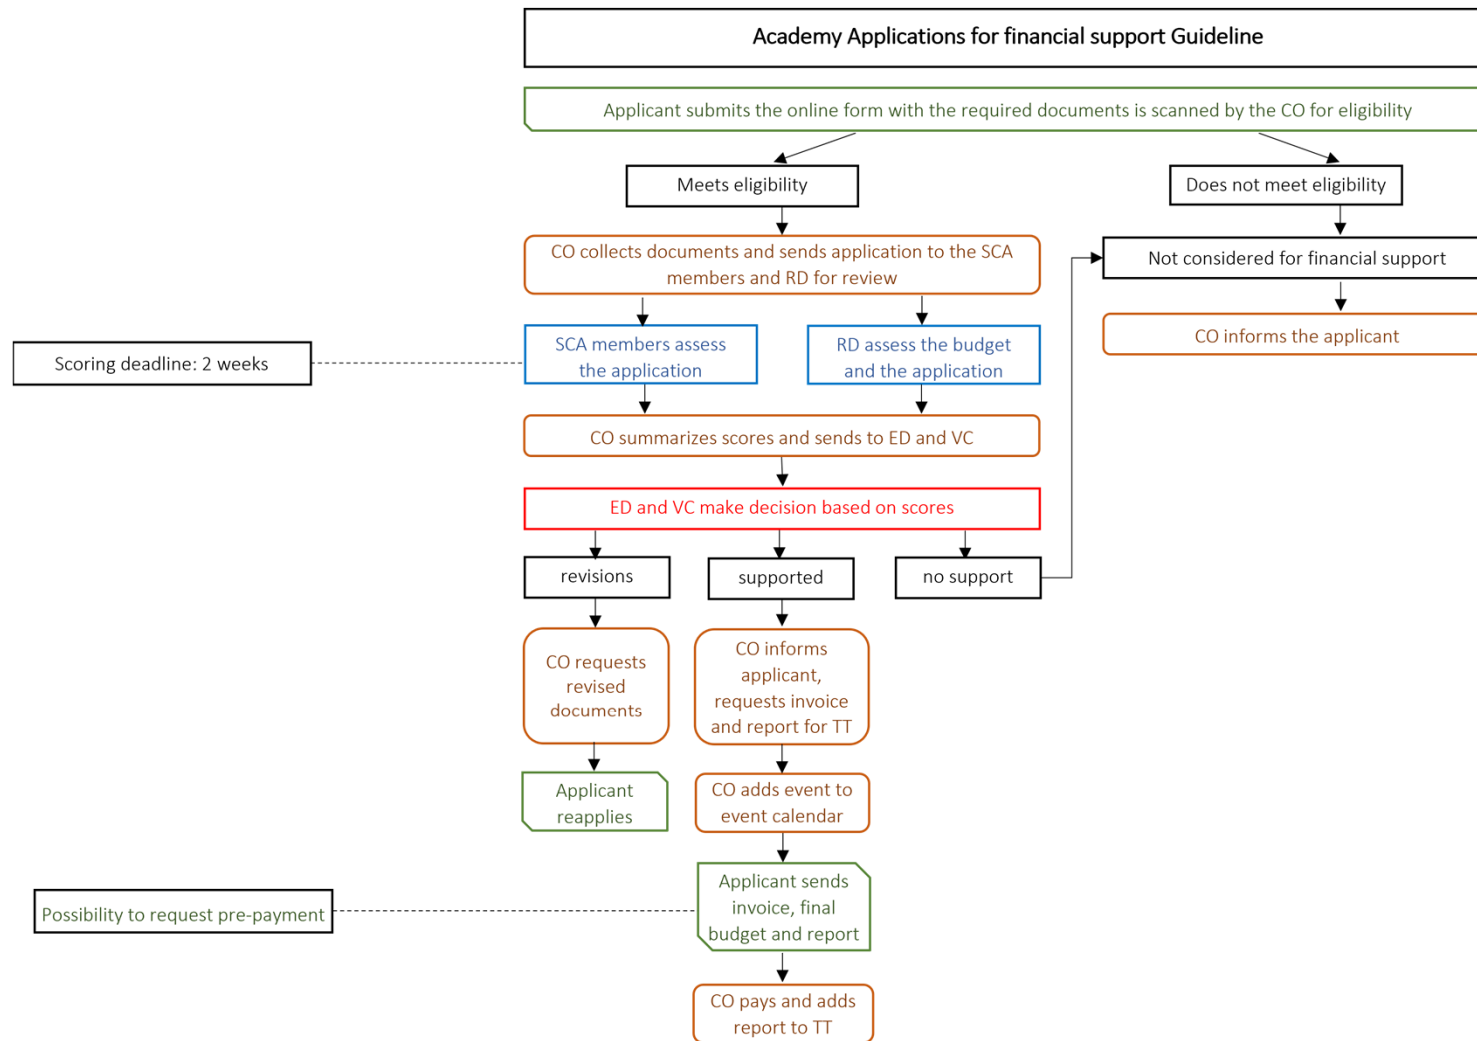 Academy Applications for financial support Guideline
Applicant submits the online form with the required documents is scanned by the CO for eligibility
Meets eligibility
Does not meet eligibility
CO collects documents and sends application to the SCA
members and RD for review
Not considered for financial support
CO informs the applicant
Scoring deadline: 2 weeks
SCA members assess
the application
RD assess the budget
and the application
CO summarizes scores and sends to ED and VC
ED and VC make decision based on scores
revisions
supported
no support
CO requests
revised
documents
CO informs
applicant,
requests invoice
and report for TT
Applicant
reapplies
CO adds event to
event calendar
Possibility to request pre-payment
Applicant sends
invoice, final
budget and report
CO pays and adds
report to TT